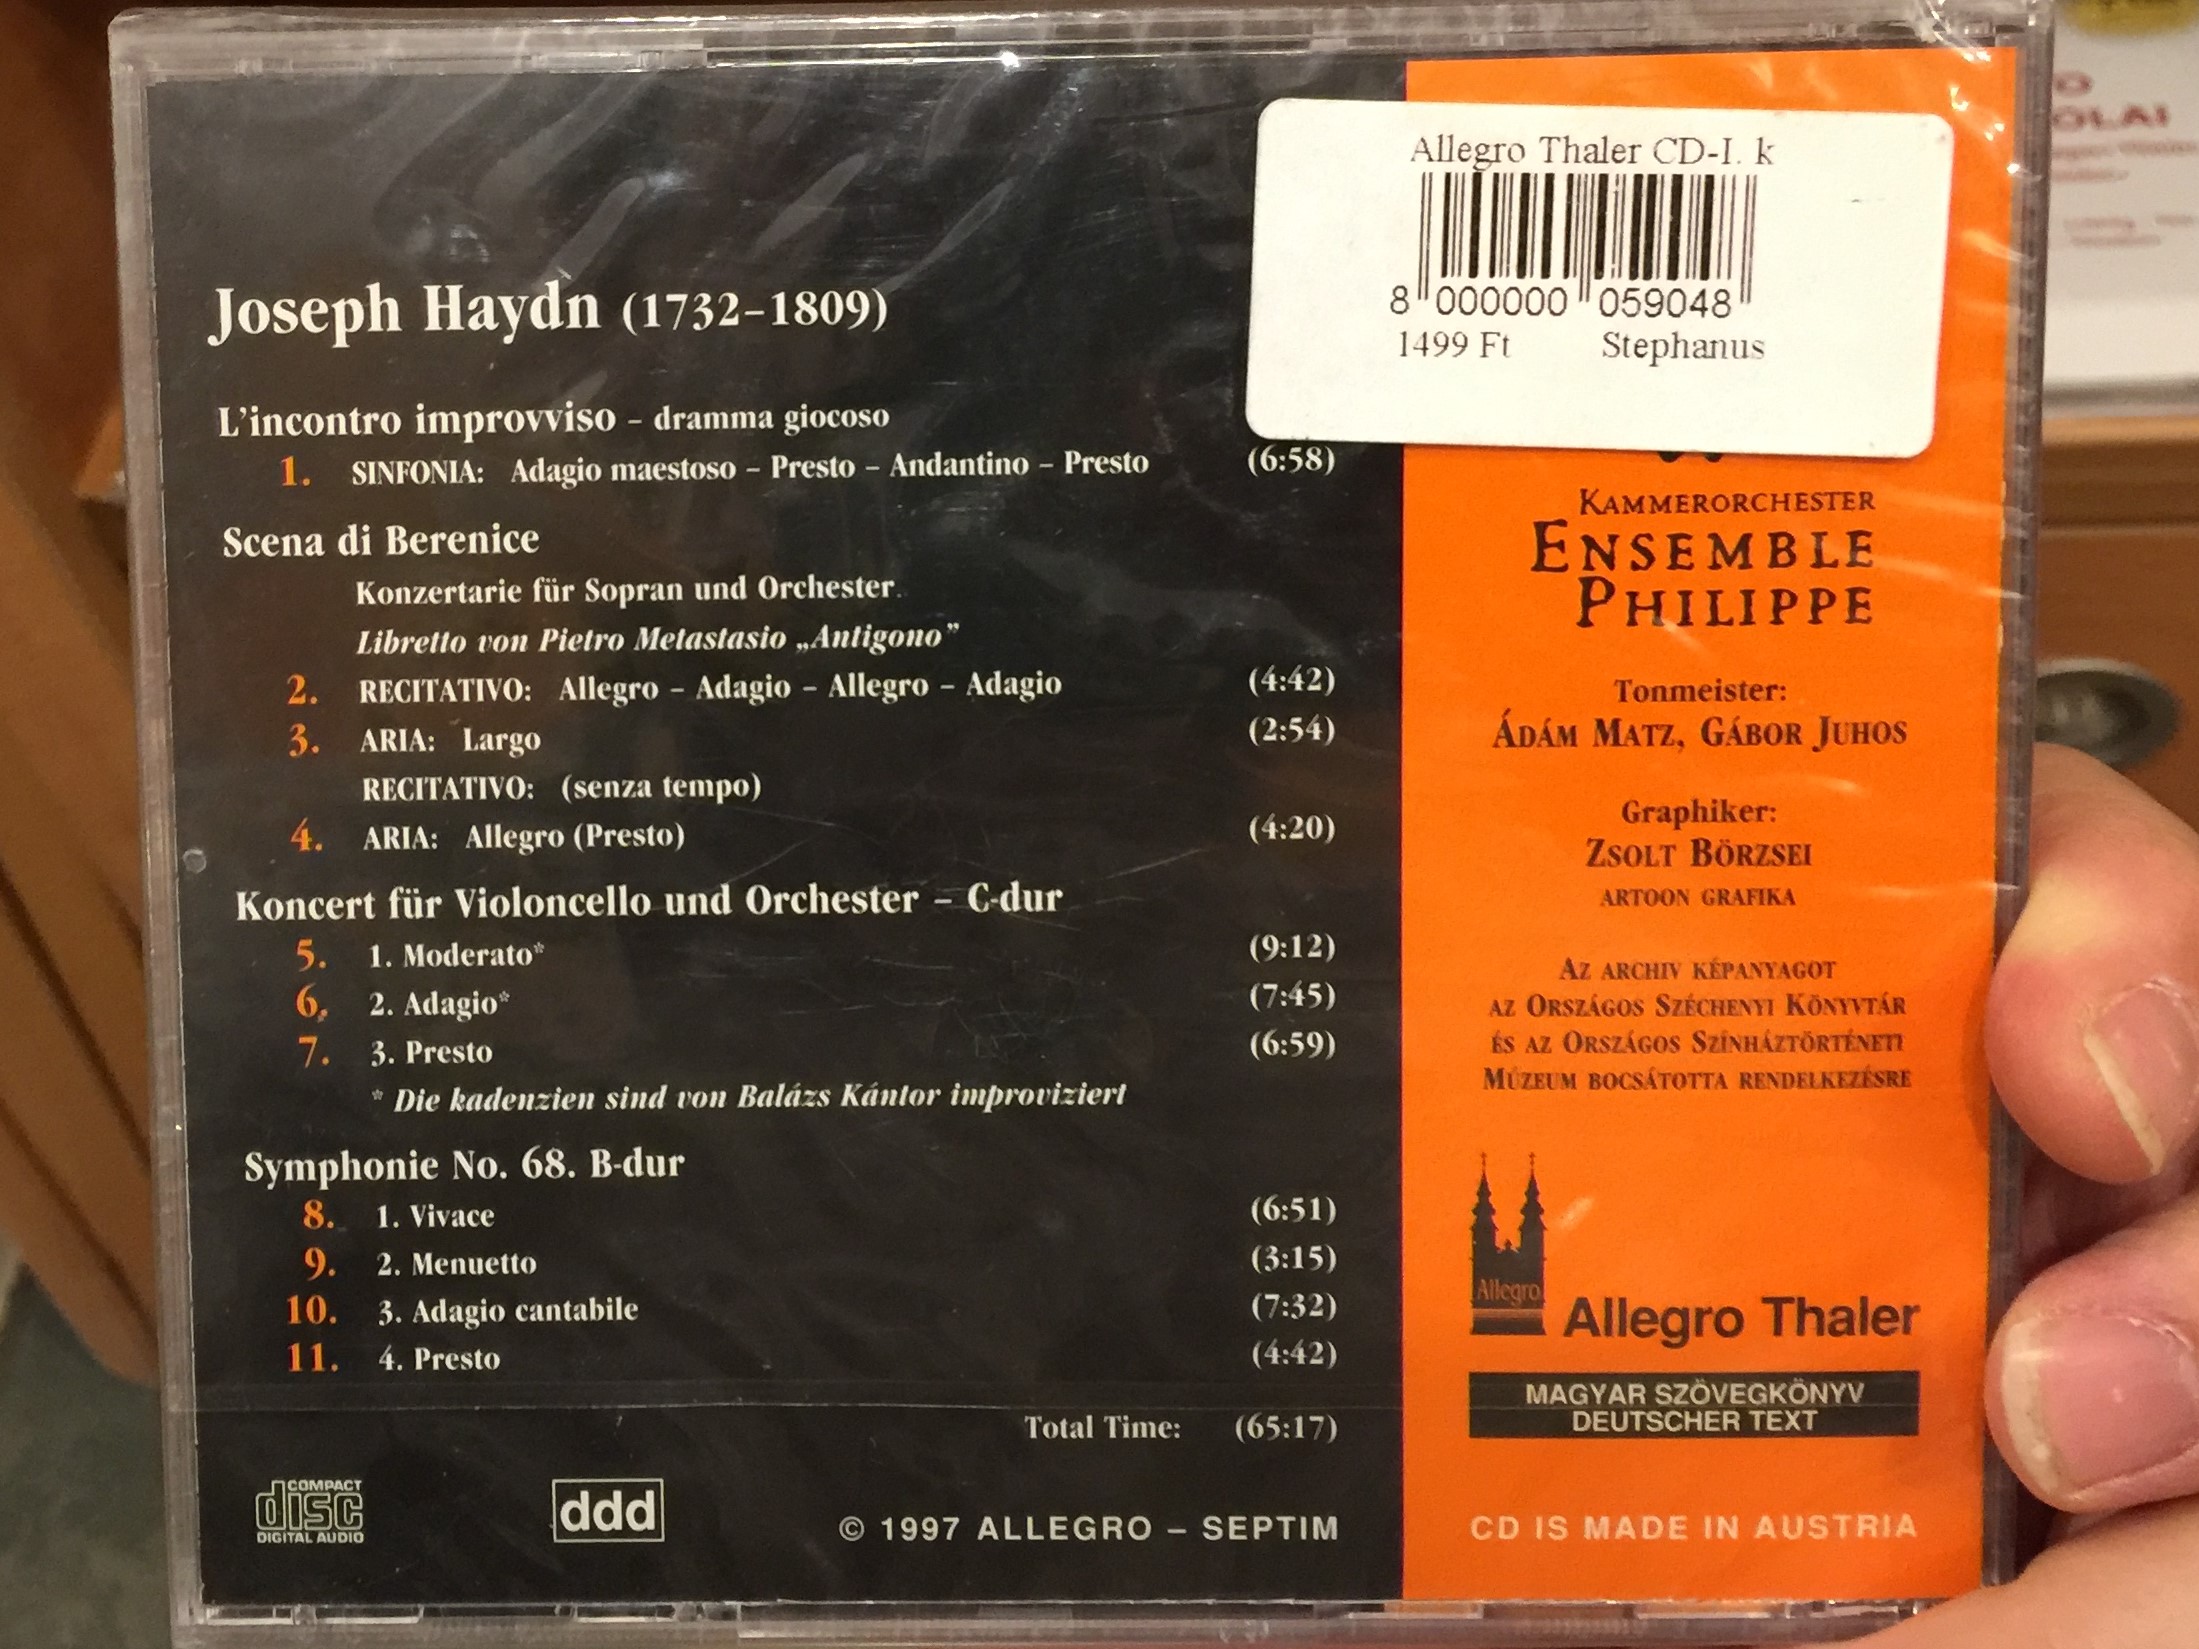 Joseph Haydn (1732-1809)
L'incontro improvviso – dramma giocoso
1. SINFONIA: Adagio maestoso – Presto – Andantino – Presto (6:58)
Scena di Berenice
Konzertarie für Sopran und Orchester
Libretto von Pietro Metastasio „Antigono”
2. RECITATIVO: Allegro – Adagio – Allegro – Adagio (4:42)
3. ARIA: Largo (2:54)
RECITATIVO: (senza tempo)
4. ARIA: Allegro (Presto) (4:20)
Koncert für Violoncello und Orchester – C-dur
5. 1. Moderato* (9:12)
6. 2. Adagio* (7:45)
7. 3. Presto (6:59)
* Die kadenzien sind von Balázs Kántor improviziert
Symphonie No. 68. B-dur
8. 1. Vivace (6:51)
9. 2. Menuetto (3:15)
10. 3. Adagio cantabile (7:32)
11. 4. Presto (4:42)
Total Time: (65:17)
COMPACT
disc
DIGITAL AUDIO
ddd
© 1997 ALLEGRO – SEPTIM
Allegro Thaler CD-I. k
8 000000 059048
1499 Ft Stephanus
KAMMERORCHESTER
ENSEMBLE
PHILIPPE
Tonmeister:
ÁDÁM MATZ, GÁBOR JUHOS
Graphiker:
ZSOLT BÖRZSEI
ARTOON GRAFIKA
AZ ARCHIV KÉPANYAGOT
AZ ORSZÁGOS SZÉCHENYI KÖNYVTÁR
ÉS AZ ORSZÁGOS SZÍNHÁZTÖRTÉNETI
MÚZEUM BOCSÁTOTTA RENDELKEZÉSRE
Allegro
Allegro Thaler
MAGYAR SZÖVEGKÖNYV
DEUTSCHER TEXT
CD IS MADE IN AUSTRIA
OLAI